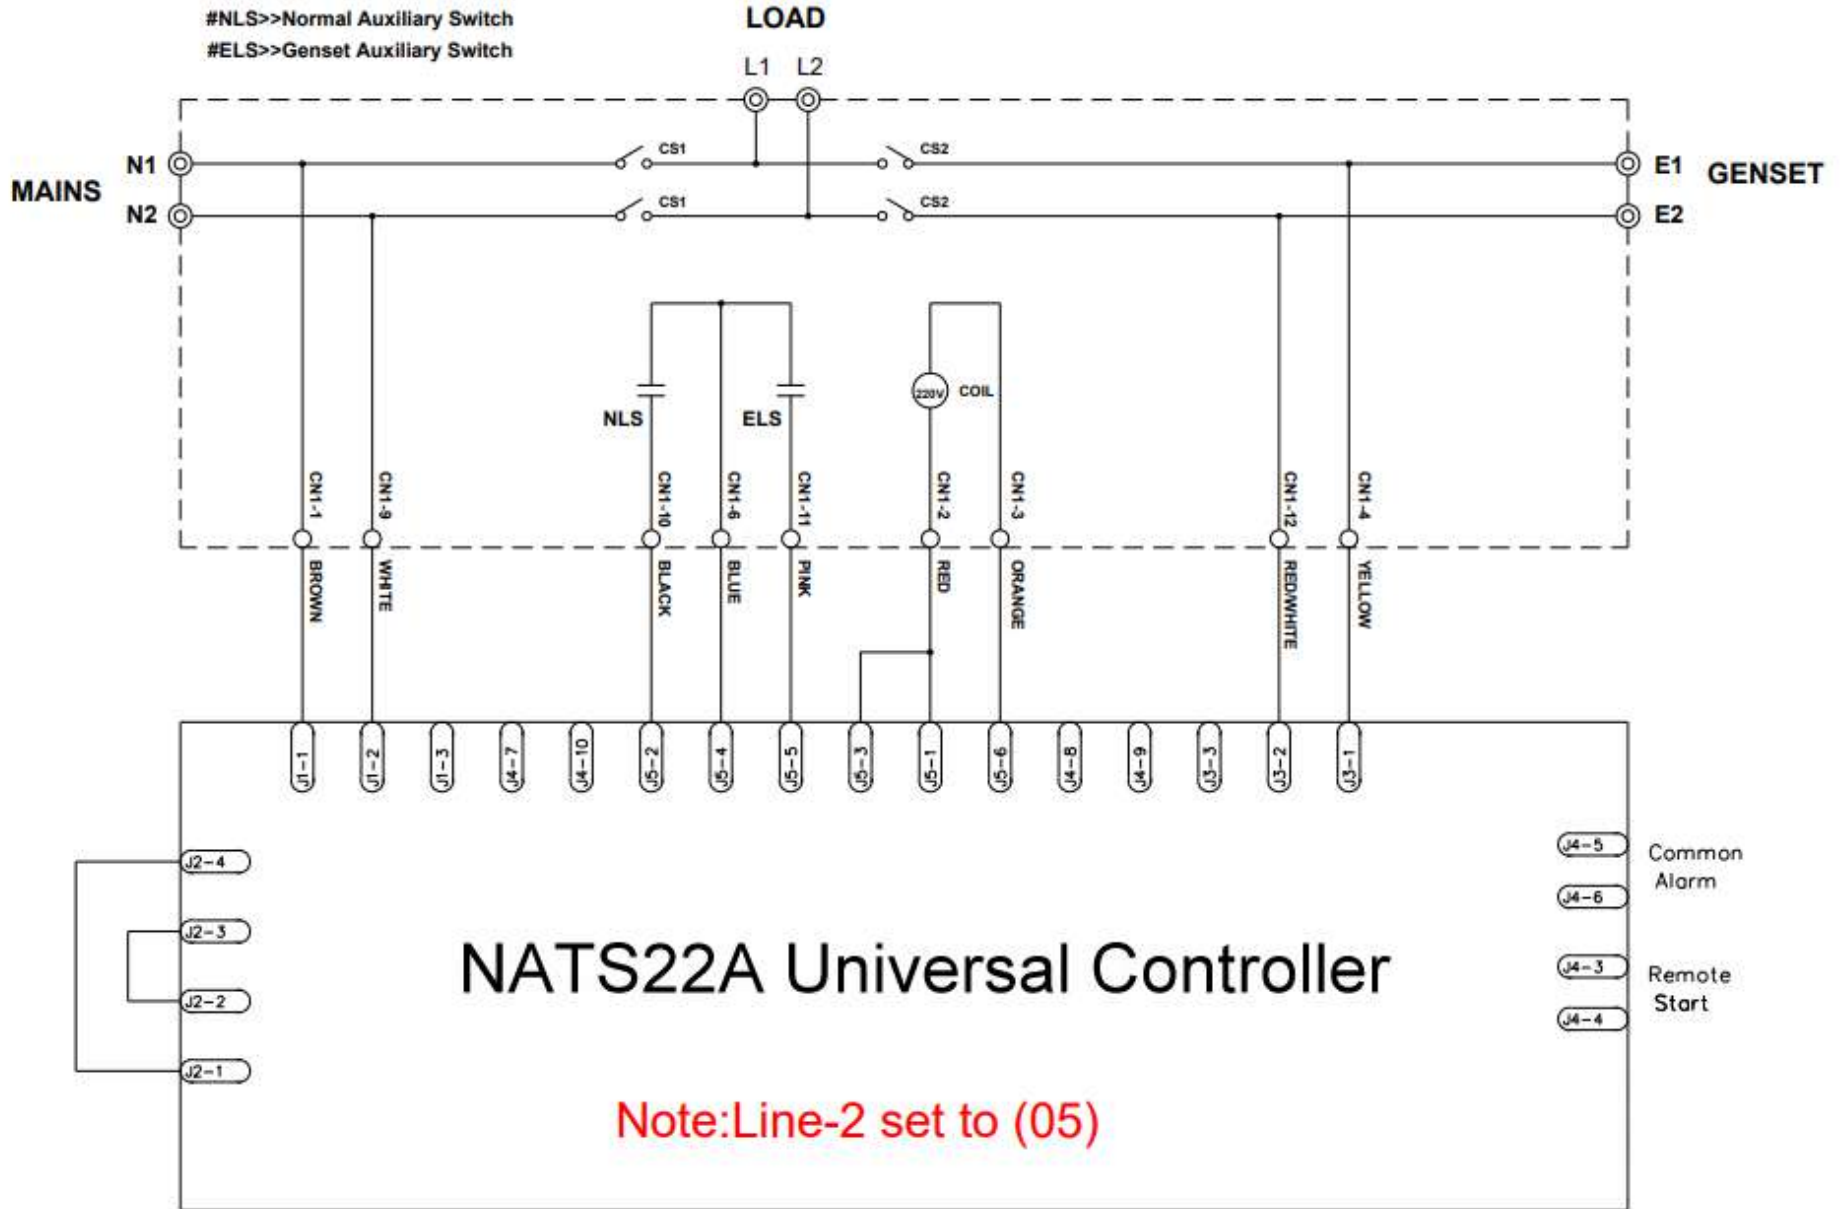 #NLS>>Normal Auxiliary Switch
#ELS>>Genset Auxiliary Switch
LOAD
L1 L2
MAINS
N1
N2
CS1
CS1
CS2
CS2
E1
E2
GENSET
NLS
ELS
220V
COIL
CN1-1
CN1-9
CN1-10
CN1-6
CN1-11
CN1-2
CN1-3
CN1-12
CN1-4
BROWN
WHITE
BLACK
BLUE
PINK
RED
ORANGE
RED/WHITE
YELLOW
J1-1
J1-2
J1-3
J4-7
J4-10
J5-2
J5-4
J5-5
J5-3
J5-1
J5-6
J4-8
J4-9
J3-3
J3-2
J3-1
J2-4
J2-3
J2-2
J2-1
J4-5
J4-6
Common
Alarm
J4-3
J4-4
Remote
Start
NATS22A Universal Controller
Note:Line-2 set to (05)